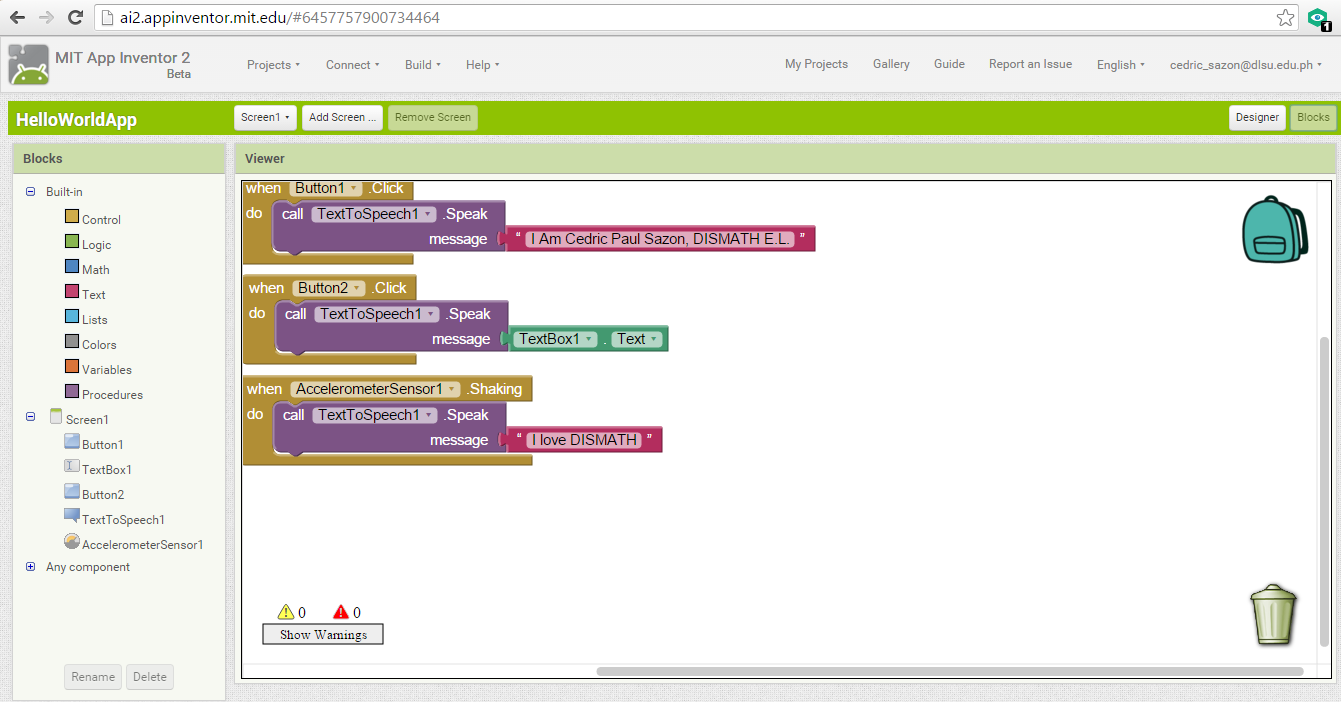 ai2.appinventor.mit.edu/#6457757900734464
1
MIT App Inventor 2
Beta
Projects Connect Build Help My Projects Gallery Guide Report an Issue English cedric_sazon@dlsu.edu.ph
HelloWorldApp Screen1 Add Screen ... Remove Screen Designer Blocks
Blocks Viewer
Built-in
Control
Logic
Math
Text
Lists
Colors
Variables
Procedures
Screen1
Button1
TextBox1
Button2
TextToSpeech1
AccelerometerSensor1
Any component
Rename Delete
when Button1 .Click
do call TextToSpeech1 .Speak
message " I Am Cedric Paul Sazon, DISMATH E.L. "
when Button2 .Click
do call TextToSpeech1 .Speak
message TextBox1 . Text
when AccelerometerSensor1 .Shaking
do call TextToSpeech1 .Speak
message " I love DISMATH "
0 0
Show Warnings